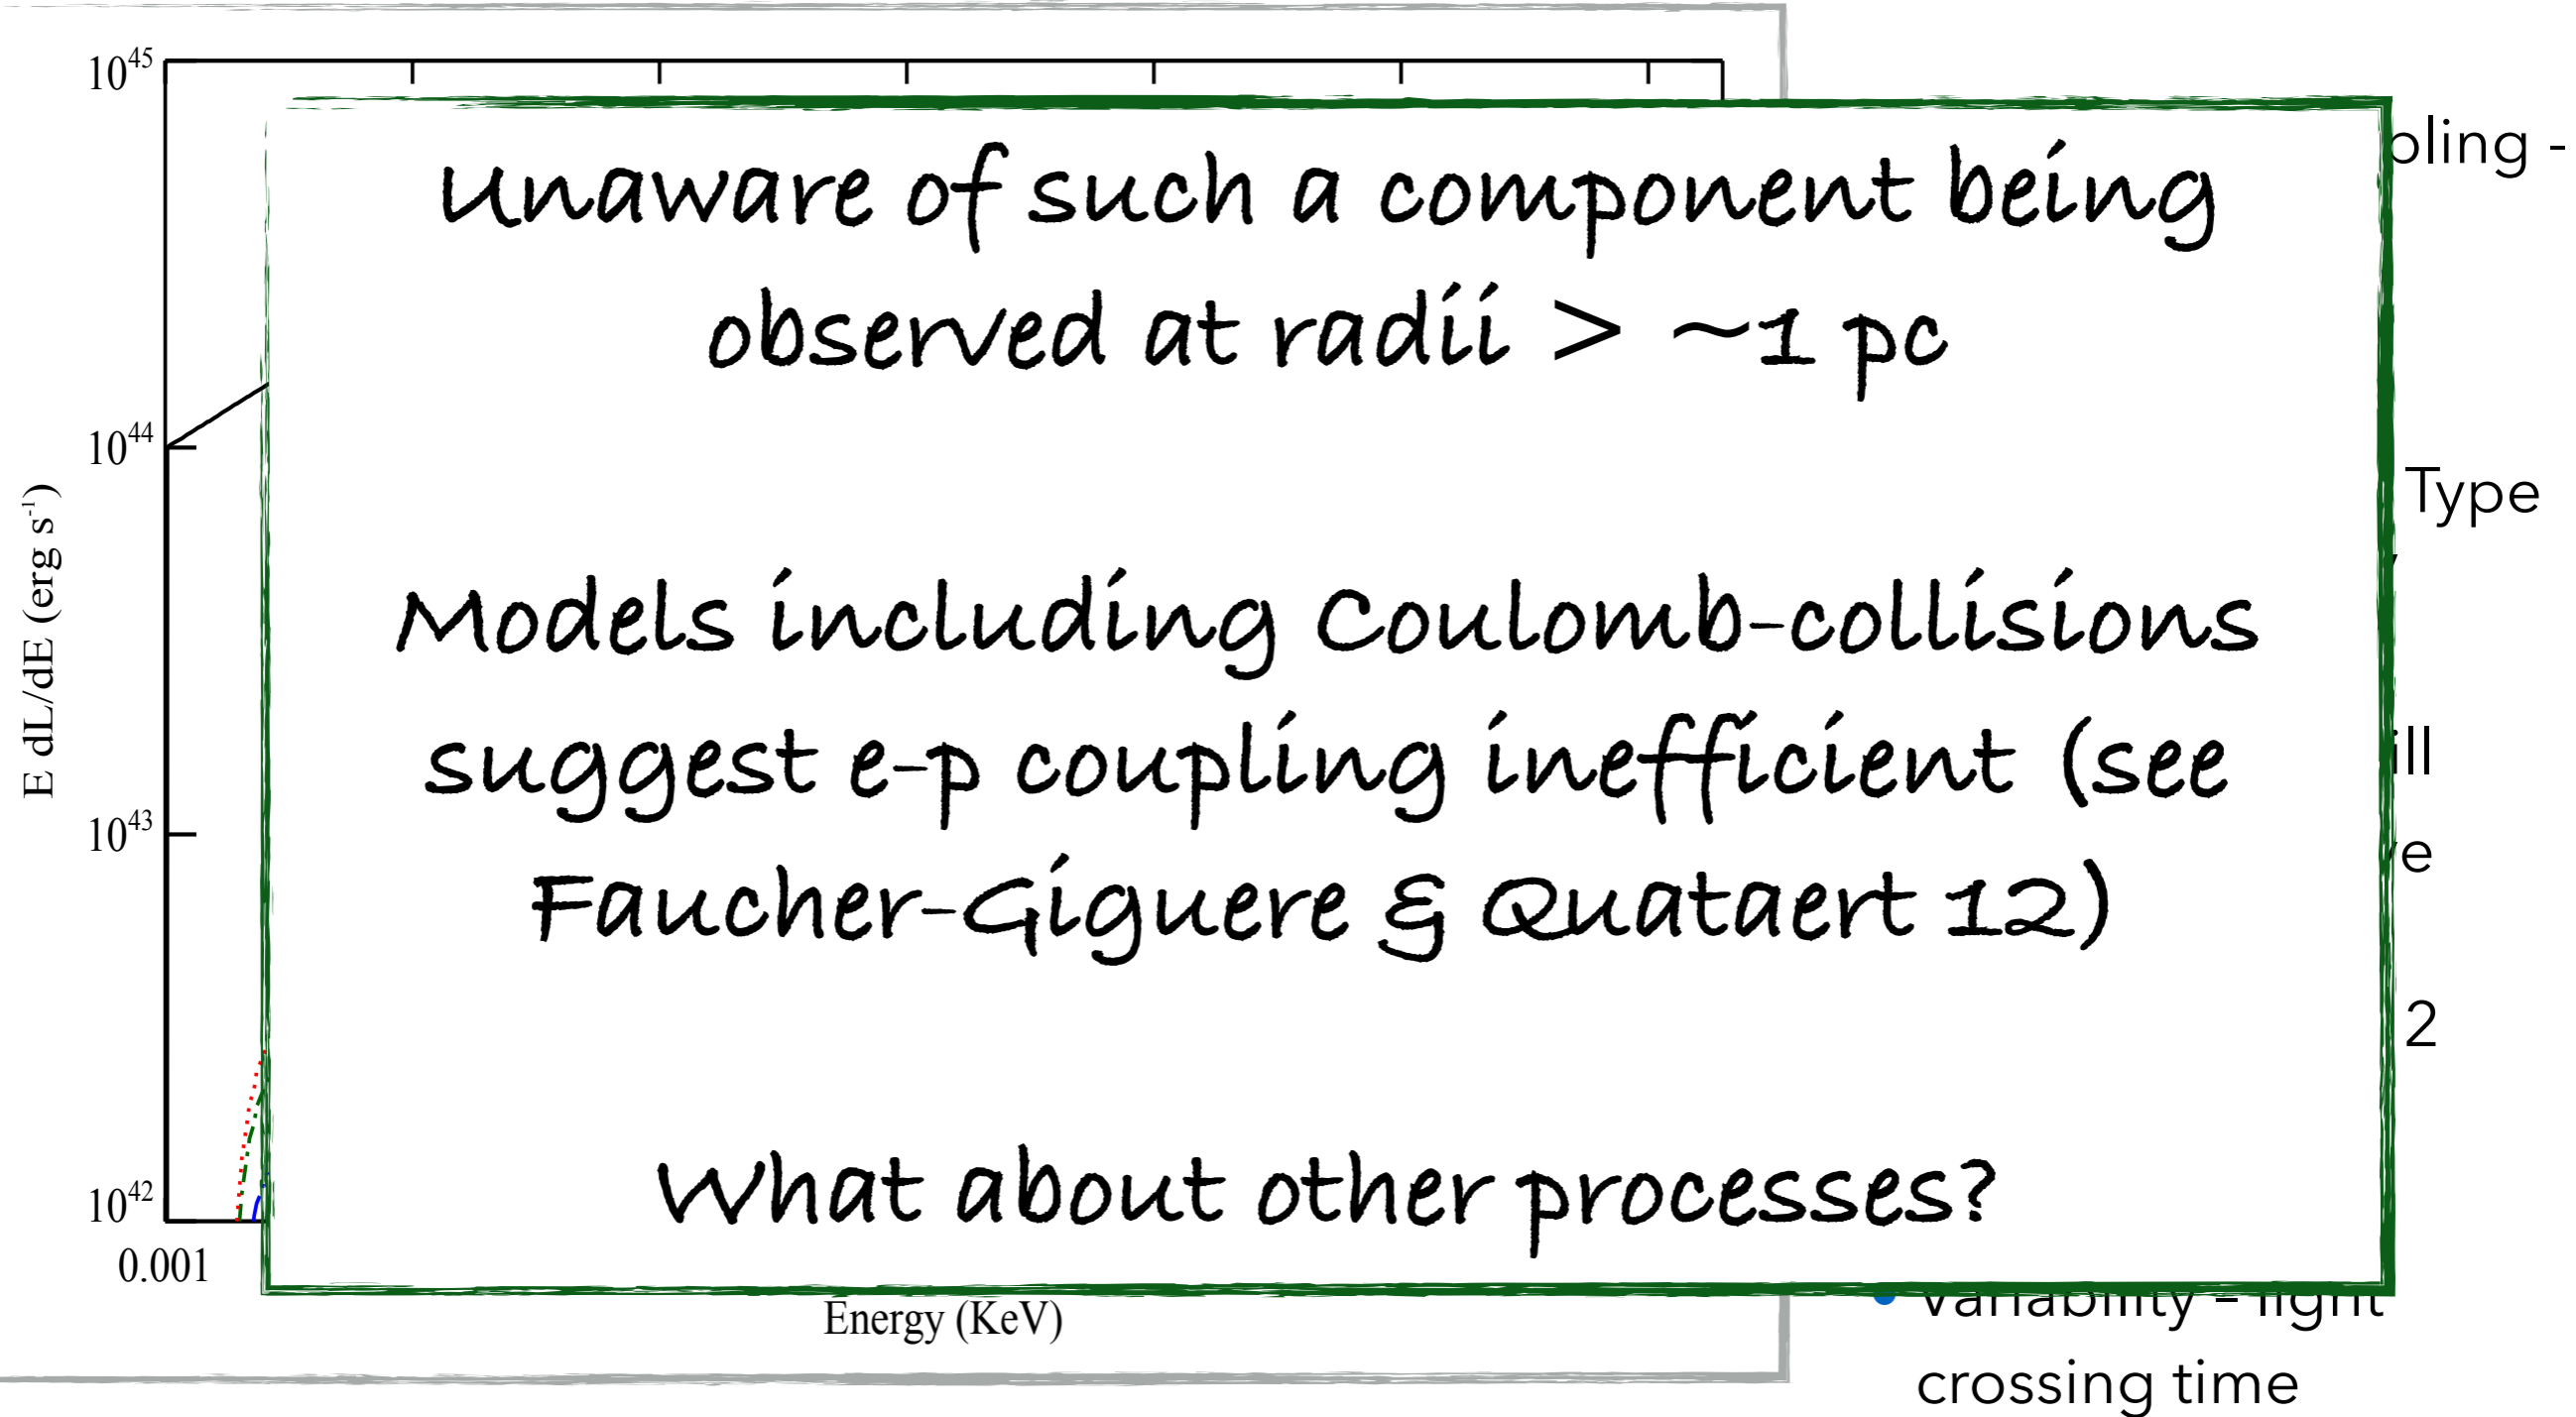 10^45
10^44
10^43
10^42
E dL/dE (erg s^-1)
0.001
Energy (KeV)
Unaware of such a component being
observed at radii > ~1 pc
Models including Coulomb-collisions
suggest e-p coupling inefficient (see
Faucher-Giguere & Quataert 12)
What about other processes?
-
Type
2
• variability = light
crossing time